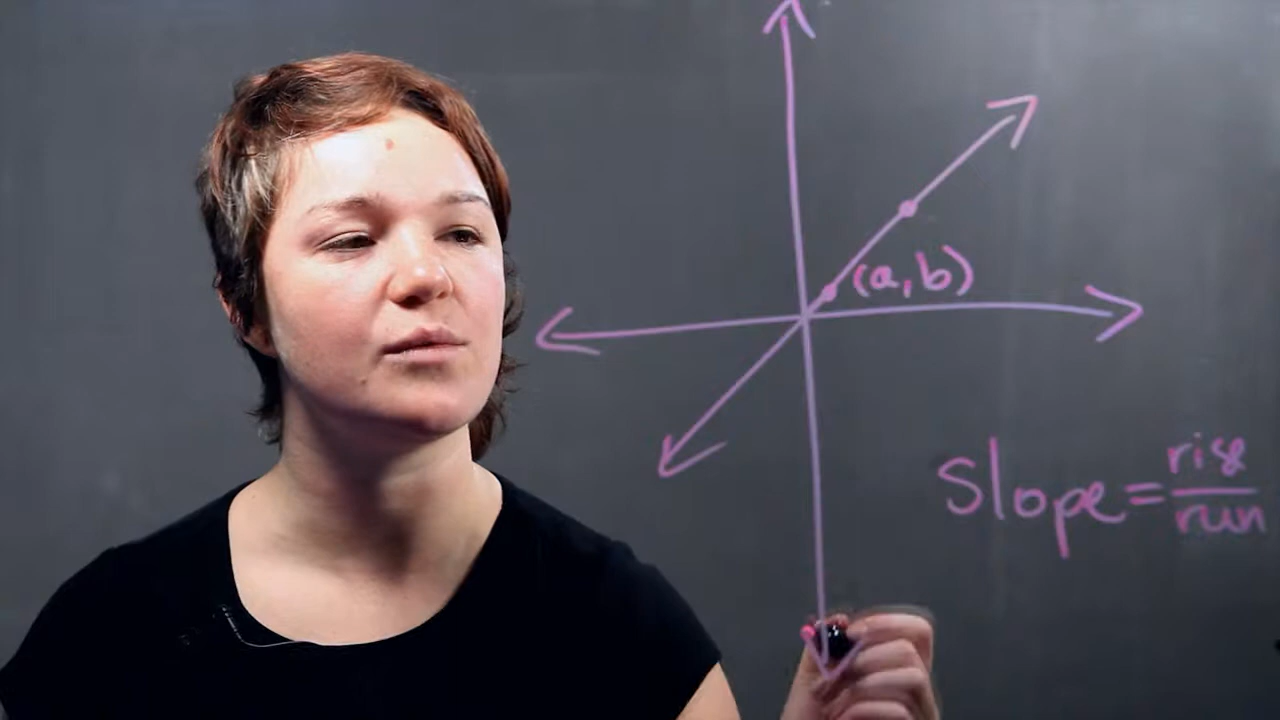 (a,b)
Slope = rise
run